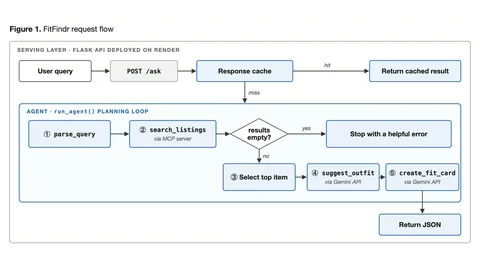 Figure 1. FitFindr request flow
SERVING LAYER · FLASK API DEPLOYED ON RENDER
User query
POST /ask
Response cache
hit
Return cached result
miss
AGENT · run_agent() PLANNING LOOP
① parse_query
② search_listings
via MCP server
results
empty?
yes
Stop with a helpful error
no
③ Select top item
④ suggest_outfit
via Gemini API
⑤ create_fit_card
via Gemini API
Return JSON